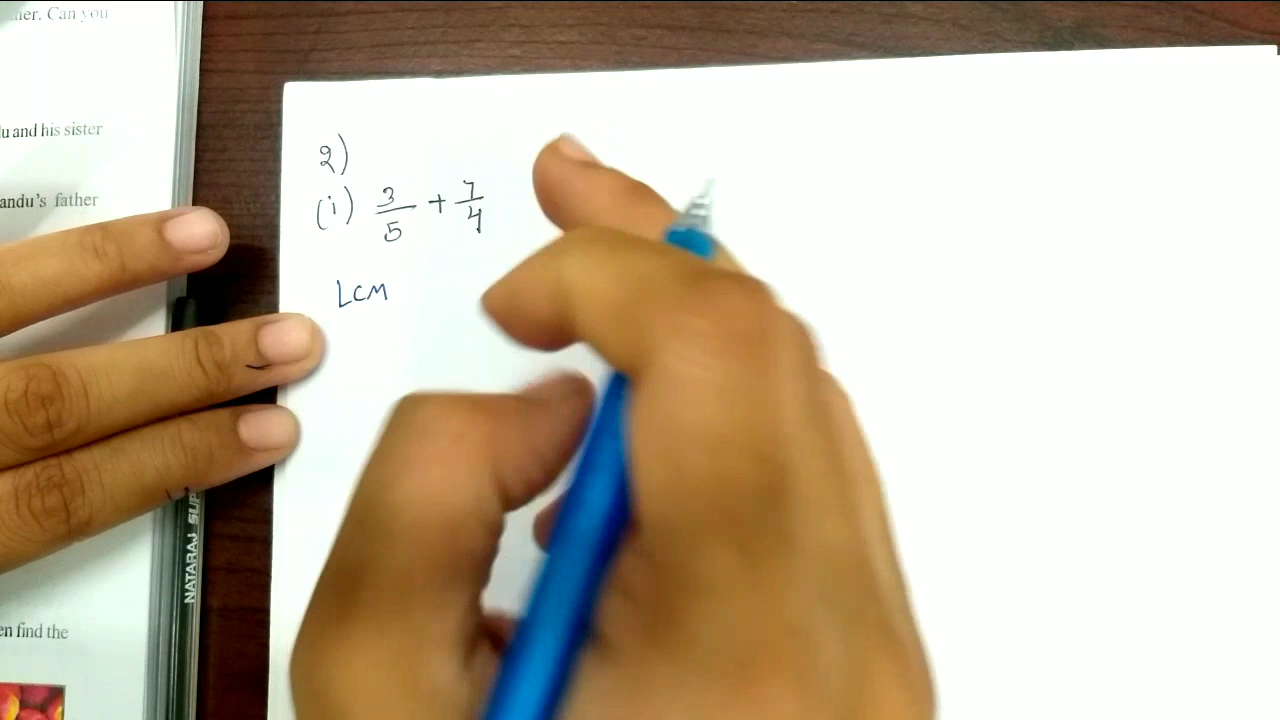 her. Can you
u and his sister
andu's father
2)
(i) 3/5 + 7/4
LCM
NATARAJ SUP
en find the